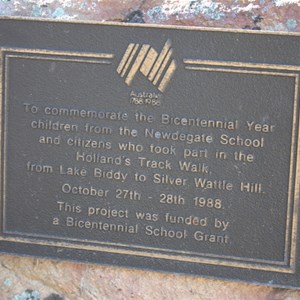 Australia
1788-1988
To commemorate the Bicentennial Year
children from the Newdegate School
and citizens who took part in the
Holland's Track Walk,
from Lake Biddy to Silver Wattle Hill.
October 27th - 28th 1988.
This project was funded by
a Bicentennial School Grant